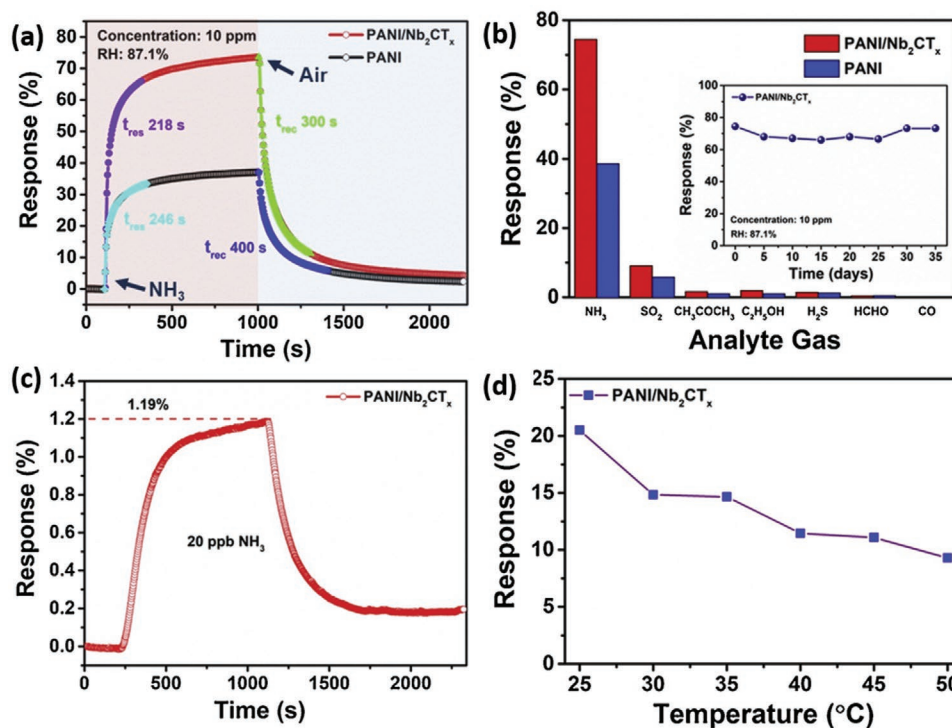 (a)
Concentration: 10 ppm
RH: 87.1%
PANI/Nb₂CTₓ
PANI
Air
t_res 218 s
t_rec 300 s
t_res 246 s
t_rec 400 s
NH₃
Response (%)
80
70
60
50
40
30
20
10
0
0 500 1000 1500 2000
Time (s)
(b)
PANI/Nb₂CTₓ
PANI
Response (%)
80
60
40
20
0
NH₃ SO₂ CH₃COCH₃ C₂H₅OH H₂S HCHO CO
Analyte Gas
PANI/Nb₂CTₓ
Response (%)
100
80
60
40
20
0
Concentration: 10 ppm
RH: 87.1%
0 5 10 15 20 25 30 35
Time (days)
(c)
PANI/Nb₂CTₓ
1.19%
20 ppb NH₃
Response (%)
1.4
1.2
1.0
0.8
0.6
0.4
0.2
0.0
0 500 1000 1500 2000
Time (s)
(d)
PANI/Nb₂CTₓ
Response (%)
25
20
15
10
5
0
25 30 35 40 45 50
Temperature (°C)